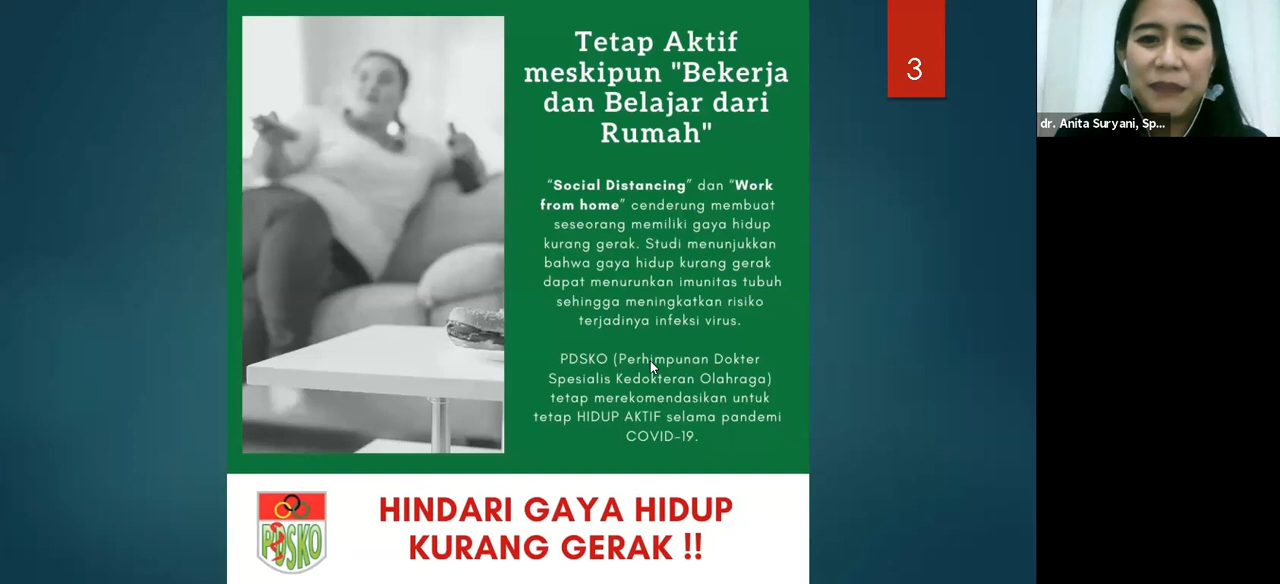 Tetap Aktif
meskipun "Bekerja
dan Belajar dari
Rumah"
“Social Distancing” dan “Work
from home” cenderung membuat
seseorang memiliki gaya hidup
kurang gerak. Studi menunjukkan
bahwa gaya hidup kurang gerak
dapat menurunkan imunitas tubuh
sehingga meningkatkan risiko
terjadinya infeksi virus.
PDSKO (Perhimpunan Dokter
Spesialis Kedokteran Olahraga)
tetap merekomendasikan untuk
tetap HIDUP AKTIF selama pandemi
COVID-19.
PDSKO
HINDARI GAYA HIDUP
KURANG GERAK !!
3
dr. Anita Suryani, Sp...